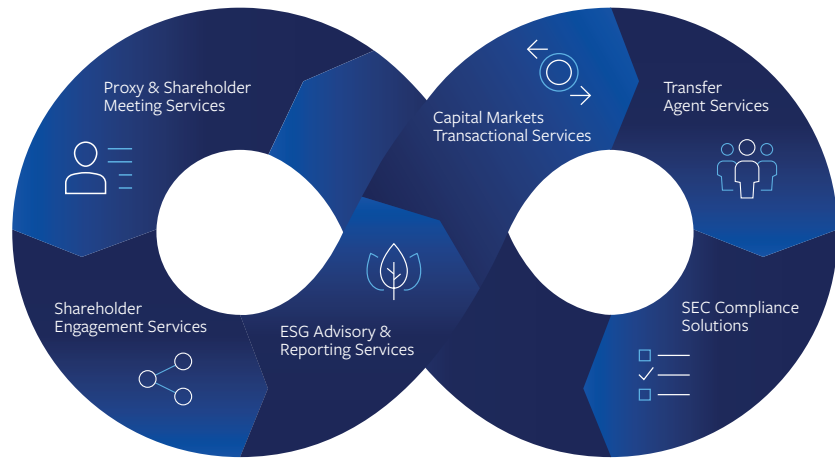 Proxy & Shareholder
Meeting Services
Capital Markets
Transactional Services
Transfer
Agent Services
Shareholder
Engagement Services
ESG Advisory &
Reporting Services
SEC Compliance
Solutions